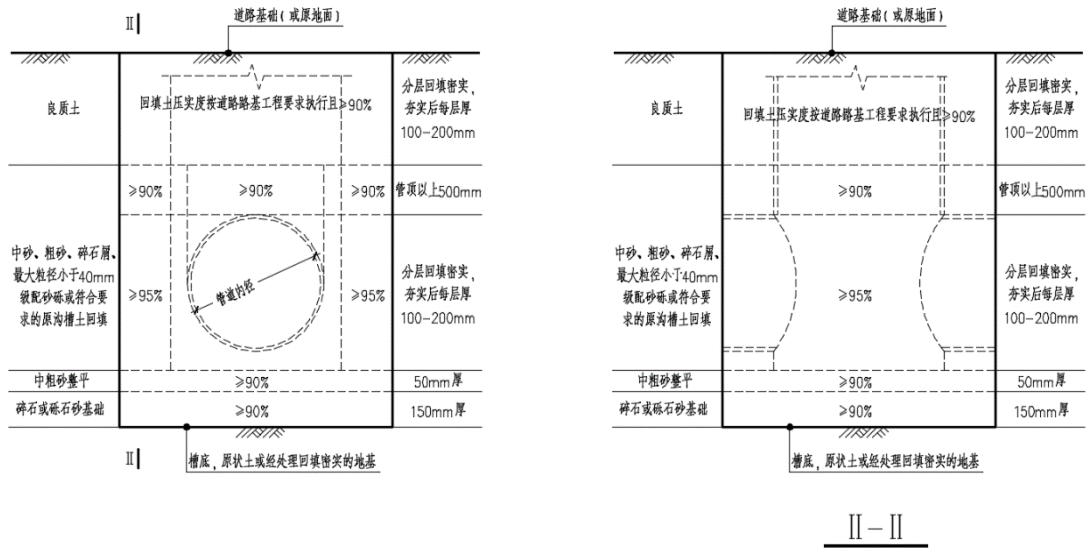 Ⅱ
道路基础(或原地面)
良质土
回填土压实度按道路路基工程要求执行且≥90%
分层回填密实,
夯实后每层厚
100-200mm
≥90%
≥90%
≥90%
管顶以上500mm
中砂、粗砂、碎石屑、
最大粒径小于40mm
级配砂砾或符合要
求的原沟槽土回填
≥95%
管道内径
≥95%
分层回填密实,
夯实后每层厚
100-200mm
中粗砂整平
≥90%
50mm厚
碎石或砾石砂基础
≥90%
150mm厚
Ⅱ
槽底,原状土或经处理回填密实的地基
道路基础(或原地面)
良质土
回填土压实度按道路路基工程要求执行且≥90%
分层回填密实,
夯实后每层厚
100-200mm
≥90%
管顶以上500mm
中砂、粗砂、碎石屑、
最大粒径小于40mm
级配砂砾或符合要
求的原沟槽土回填
≥95%
分层回填密实,
夯实后每层厚
100-200mm
中粗砂整平
≥90%
50mm厚
碎石或砾石砂基础
≥90%
150mm厚
槽底,原状土或经处理回填密实的地基
Ⅱ-Ⅱ